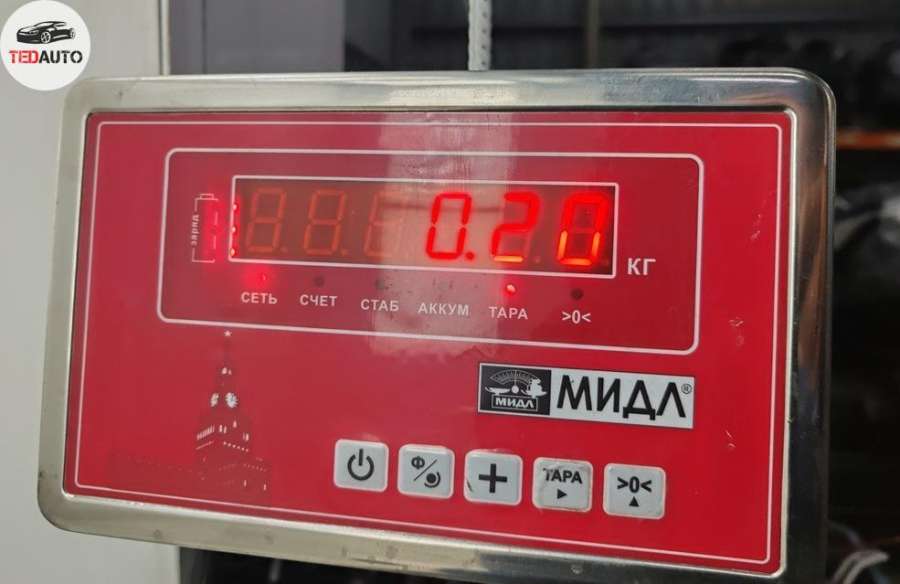 TEDAUTO
заряд
0.20
КГ
СЕТЬ СЧЕТ СТАБ АККУМ ТАРА >0<
МИДЛ МИДЛ®
Ф/
+
ТАРА
>0<